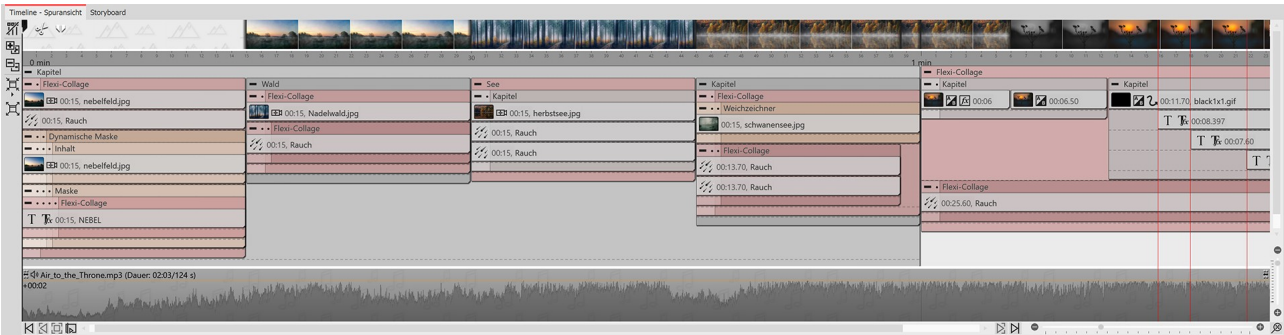 Timeline - Spuransicht Storyboard
0 min 30 1 min
Kapitel
Flexi-Collage
00:15, nebelfeld.jpg
00:15, Rauch
Dynamische Maske
Inhalt
00:15, nebelfeld.jpg
Maske
Flexi-Collage
00:15, NEBEL
Wald
Flexi-Collage
00:15, Nadelwald.jpg
Flexi-Collage
00:15, Rauch
See
Kapitel
00:15, herbstsee.jpg
00:15, Rauch
00:15, Rauch
Kapitel
Flexi-Collage
Weichzeichner
00:15, schwanensee.jpg
Flexi-Collage
00:13.70, Rauch
00:13.70, Rauch
Flexi-Collage
Kapitel
00:06
00:06.50
Kapitel
00:11.70, black1x1.gif
00:08.397
00:07.60
Flexi-Collage
00:25.60, Rauch
Air_to_the_Throne.mp3 (Dauer: 02:03/124 s)
+00:02